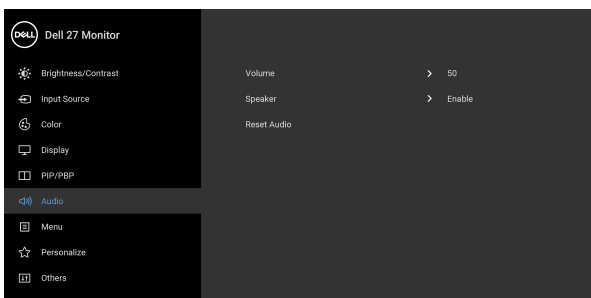 DELL Dell 27 Monitor
Brightness/Contrast Volume 50
Input Source Speaker Enable
Color Reset Audio
Display
PIP/PBP
Audio
Menu
Personalize
Others